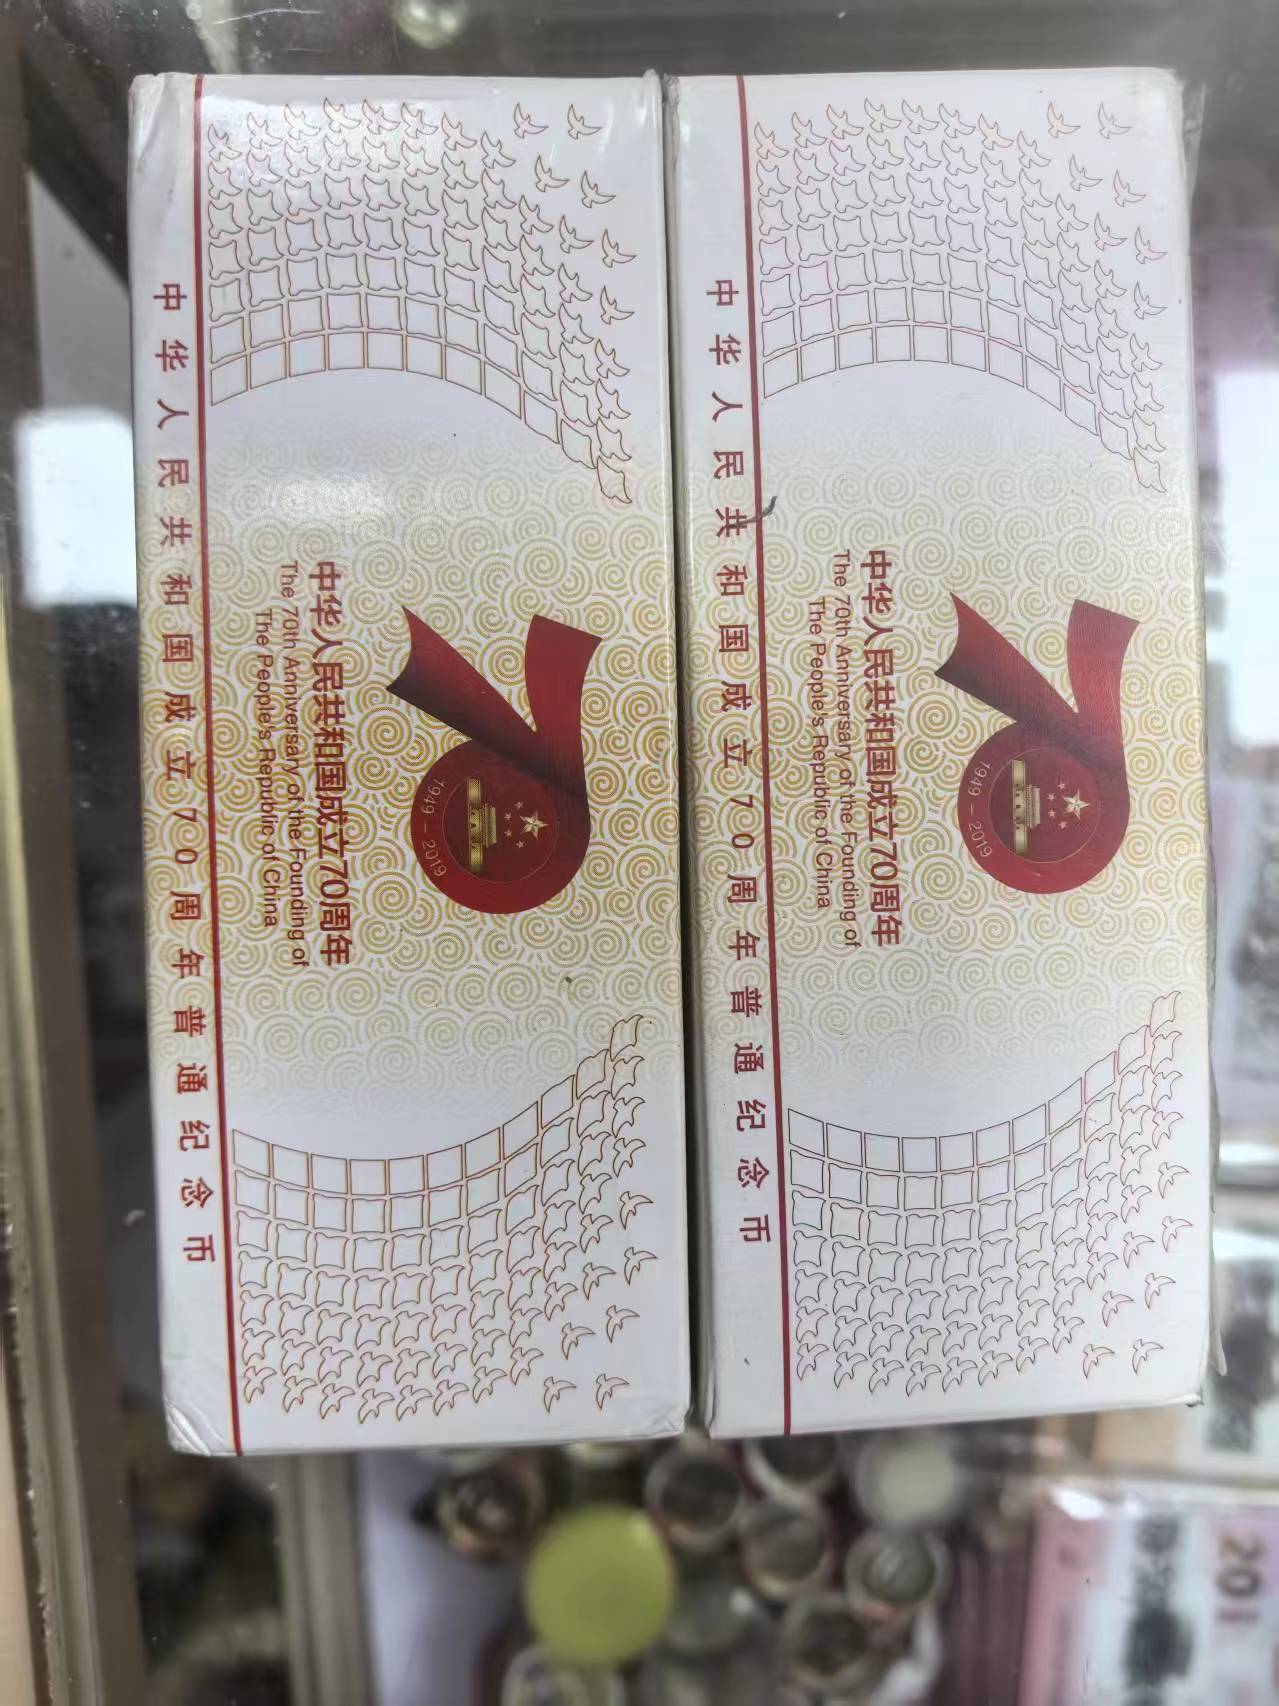 中华人民共和国成立70周年普通纪念币
1949-2019
中华人民共和国成立70周年
The 70th Anniversary of the Founding of
The People's Republic of China
中华人民共和国成立70周年普通纪念币
1949-2019
中华人民共和国成立70周年
The 70th Anniversary of the Founding of
The People's Republic of China
201